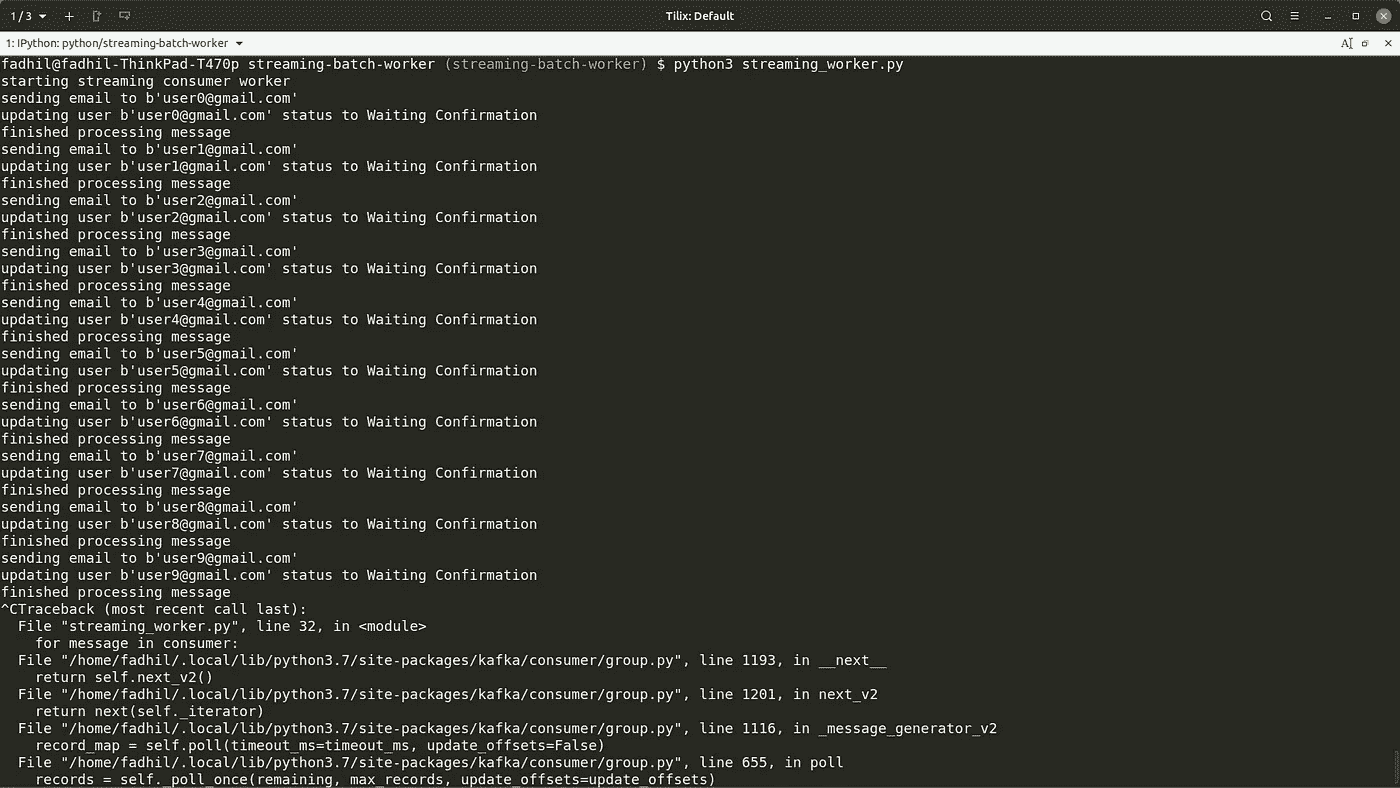 1 / 3
Tilix: Default
1: IPython: python/streaming-batch-worker
fadhil@fadhil-ThinkPad-T470p streaming-batch-worker (streaming-batch-worker) $ python3 streaming_worker.py
starting streaming consumer worker
sending email to b'user0@gmail.com'
updating user b'user0@gmail.com' status to Waiting Confirmation
finished processing message
sending email to b'user1@gmail.com'
updating user b'user1@gmail.com' status to Waiting Confirmation
finished processing message
sending email to b'user2@gmail.com'
updating user b'user2@gmail.com' status to Waiting Confirmation
finished processing message
sending email to b'user3@gmail.com'
updating user b'user3@gmail.com' status to Waiting Confirmation
finished processing message
sending email to b'user4@gmail.com'
updating user b'user4@gmail.com' status to Waiting Confirmation
finished processing message
sending email to b'user5@gmail.com'
updating user b'user5@gmail.com' status to Waiting Confirmation
finished processing message
sending email to b'user6@gmail.com'
updating user b'user6@gmail.com' status to Waiting Confirmation
finished processing message
sending email to b'user7@gmail.com'
updating user b'user7@gmail.com' status to Waiting Confirmation
finished processing message
sending email to b'user8@gmail.com'
updating user b'user8@gmail.com' status to Waiting Confirmation
finished processing message
sending email to b'user9@gmail.com'
updating user b'user9@gmail.com' status to Waiting Confirmation
finished processing message
^CTraceback (most recent call last):
  File "streaming_worker.py", line 32, in <module>
    for message in consumer:
  File "/home/fadhil/.local/lib/python3.7/site-packages/kafka/consumer/group.py", line 1193, in __next__
    return self.next_v2()
  File "/home/fadhil/.local/lib/python3.7/site-packages/kafka/consumer/group.py", line 1201, in next_v2
    return next(self._iterator)
  File "/home/fadhil/.local/lib/python3.7/site-packages/kafka/consumer/group.py", line 1116, in _message_generator_v2
    record_map = self.poll(timeout_ms=timeout_ms, update_offsets=False)
  File "/home/fadhil/.local/lib/python3.7/site-packages/kafka/consumer/group.py", line 655, in poll
    records = self._poll_once(remaining, max_records, update_offsets=update_offsets)